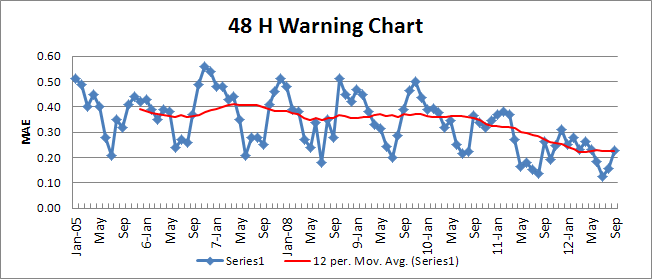 48 H Warning Chart
0.60
0.50
0.40
0.30
0.20
0.10
0.00
MAE
Jan-05 May Sep 6-Jan May Sep 7-Jan May Sep Jan-08 May Sep 9-Jan May Sep 10-Jan May Sep 11-Jan May Sep 12-Jan May Sep
Series1 12 per. Mov. Avg. (Series1)